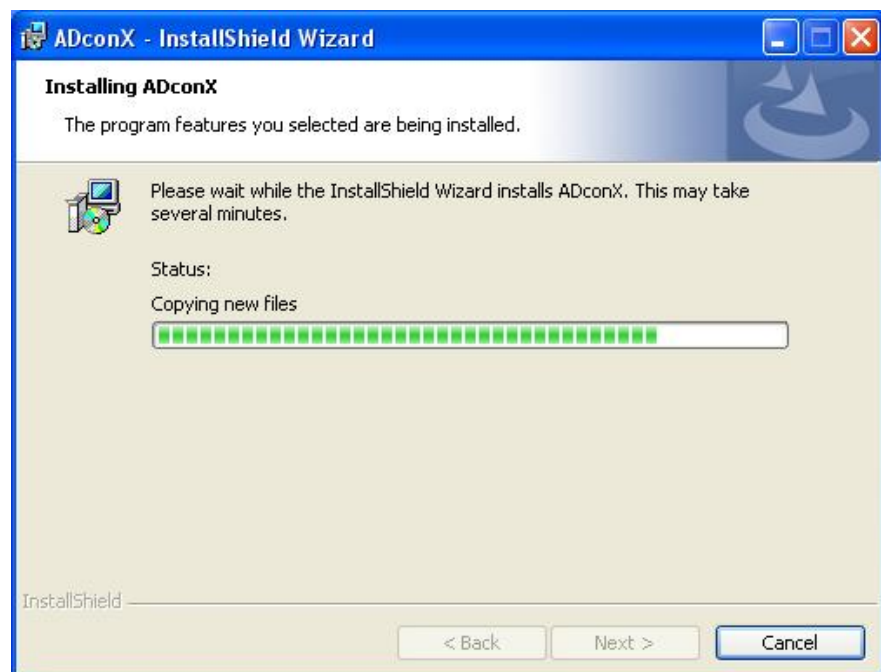 ADconX - InstallShield Wizard
Installing ADconX
The program features you selected are being installed.
Please wait while the InstallShield Wizard installs ADconX. This may take
several minutes.
Status:
Copying new files
InstallShield
< Back
Next >
Cancel